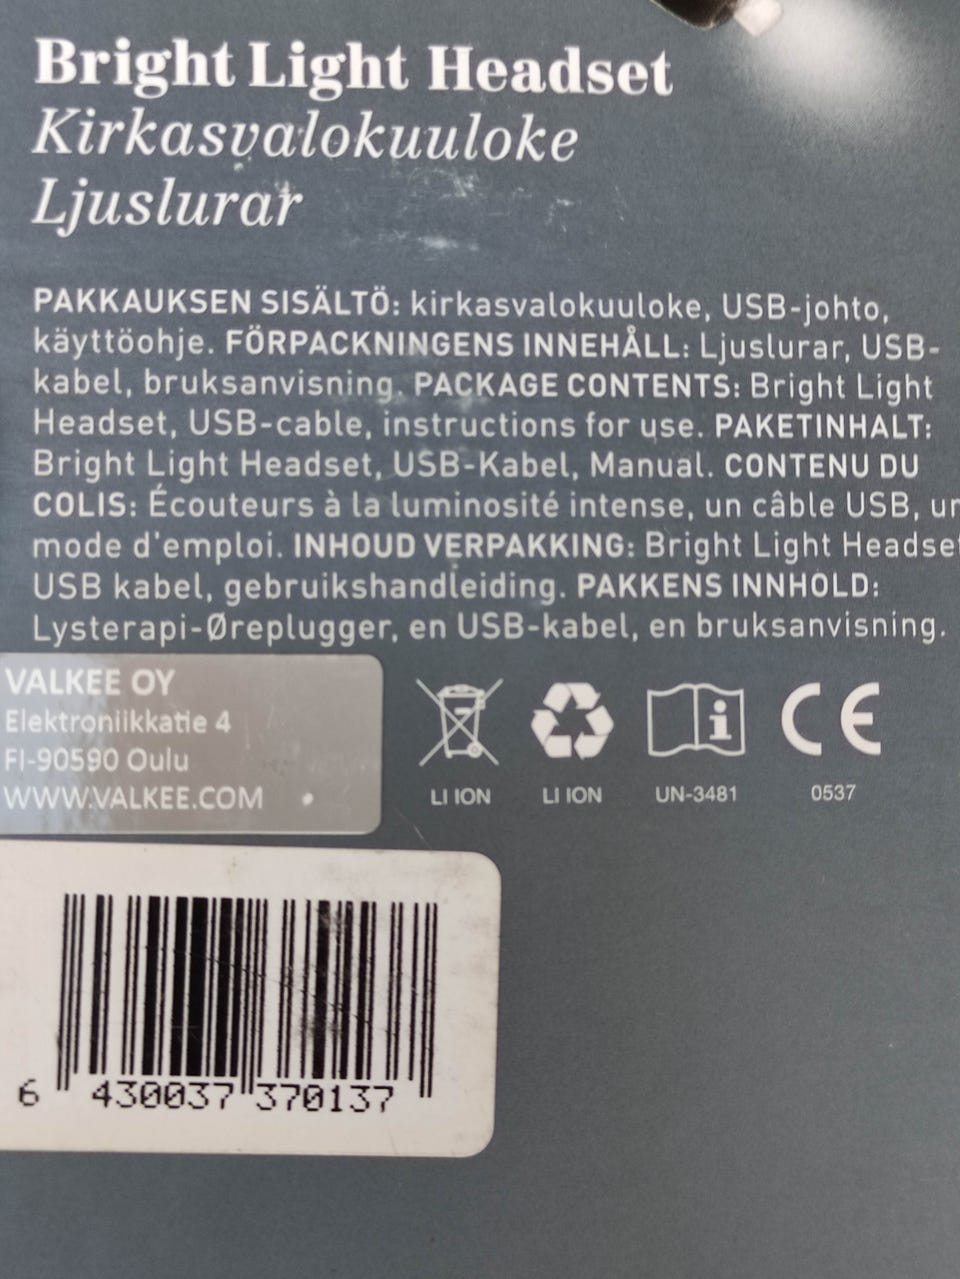 Bright Light Headset
Kirkasvalokuuloke
Ljuslurar
PAKKAUKSEN SISÄLTÖ: kirkasvalokuuloke, USB-johto,
käyttöohje. FÖRPACKNINGENS INNEHÅLL: Ljuslurar, USB-
kabel, bruksanvisning. PACKAGE CONTENTS: Bright Light
Headset, USB-cable, instructions for use. PAKETINHALT:
Bright Light Headset, USB-Kabel, Manual. CONTENU DU
COLIS: Écouteurs à la luminosité intense, un câble USB, un
mode d'emploi. INHOUD VERPAKKING: Bright Light Headset
USB kabel, gebruikshandleiding. PAKKENS INNHOLD:
Lysterapi-Øreplugger, en USB-kabel, en bruksanvisning.
VALKEE OY
Elektroniikkatie 4
FI-90590 Oulu
WWW.VALKEE.COM
i CE
LI ION LI ION UN-3481 0537
6 430037 370137